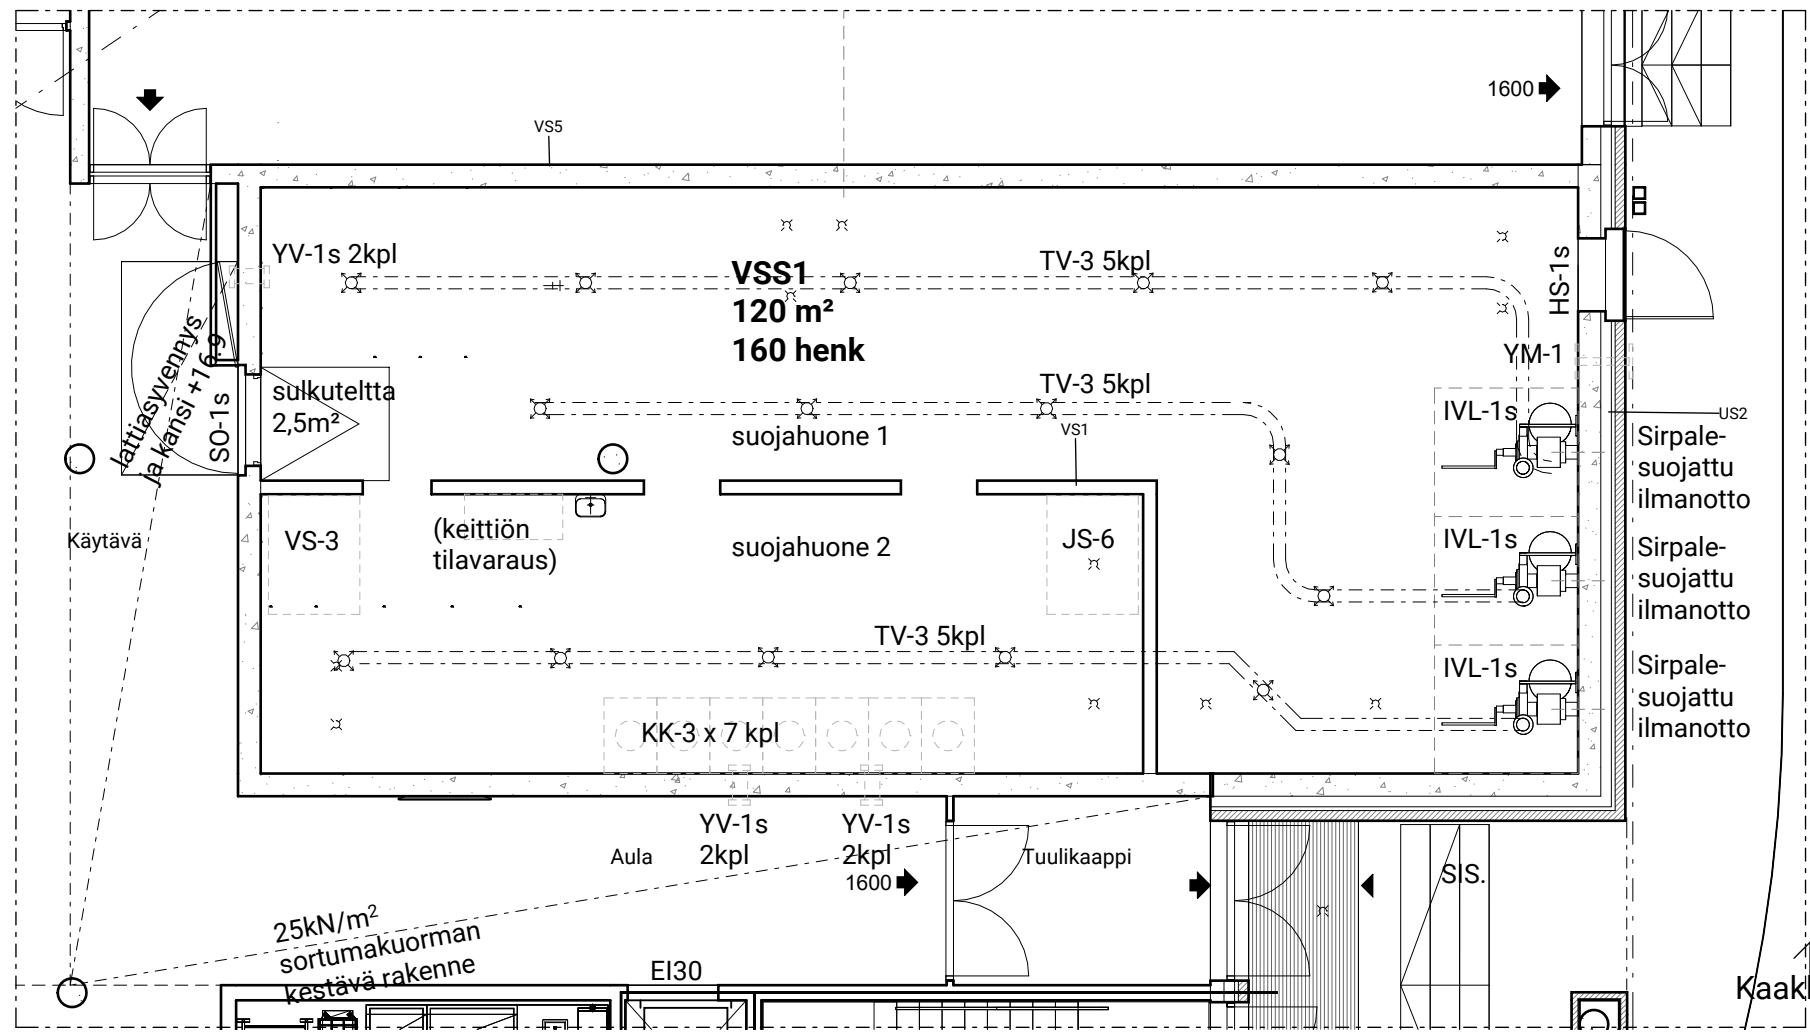 1600
VS5
YV-1s 2kpl
VSS1
120 m²
160 henk
TV-3 5kpl
HS-1s
YM-1
lattiasyvennys
ja kansi +16.9
SO-1s
sulkuteltta
2,5m²
TV-3 5kpl
suojahuone 1
VS1
IVL-1s
US2
Sirpale-
suojattu
ilmanotto
Käytävä
VS-3
(keittiön
tilavaraus)
suojahuone 2
JS-6
IVL-1s
Sirpale-
suojattu
ilmanotto
TV-3 5kpl
IVL-1s
Sirpale-
suojattu
ilmanotto
KK-3 x 7 kpl
YV-1s
2kpl
YV-1s
2kpl
Aula
1600
Tuulikaappi
SIS.
25kN/m²
sortumakuorman
kestävä rakenne
EI30